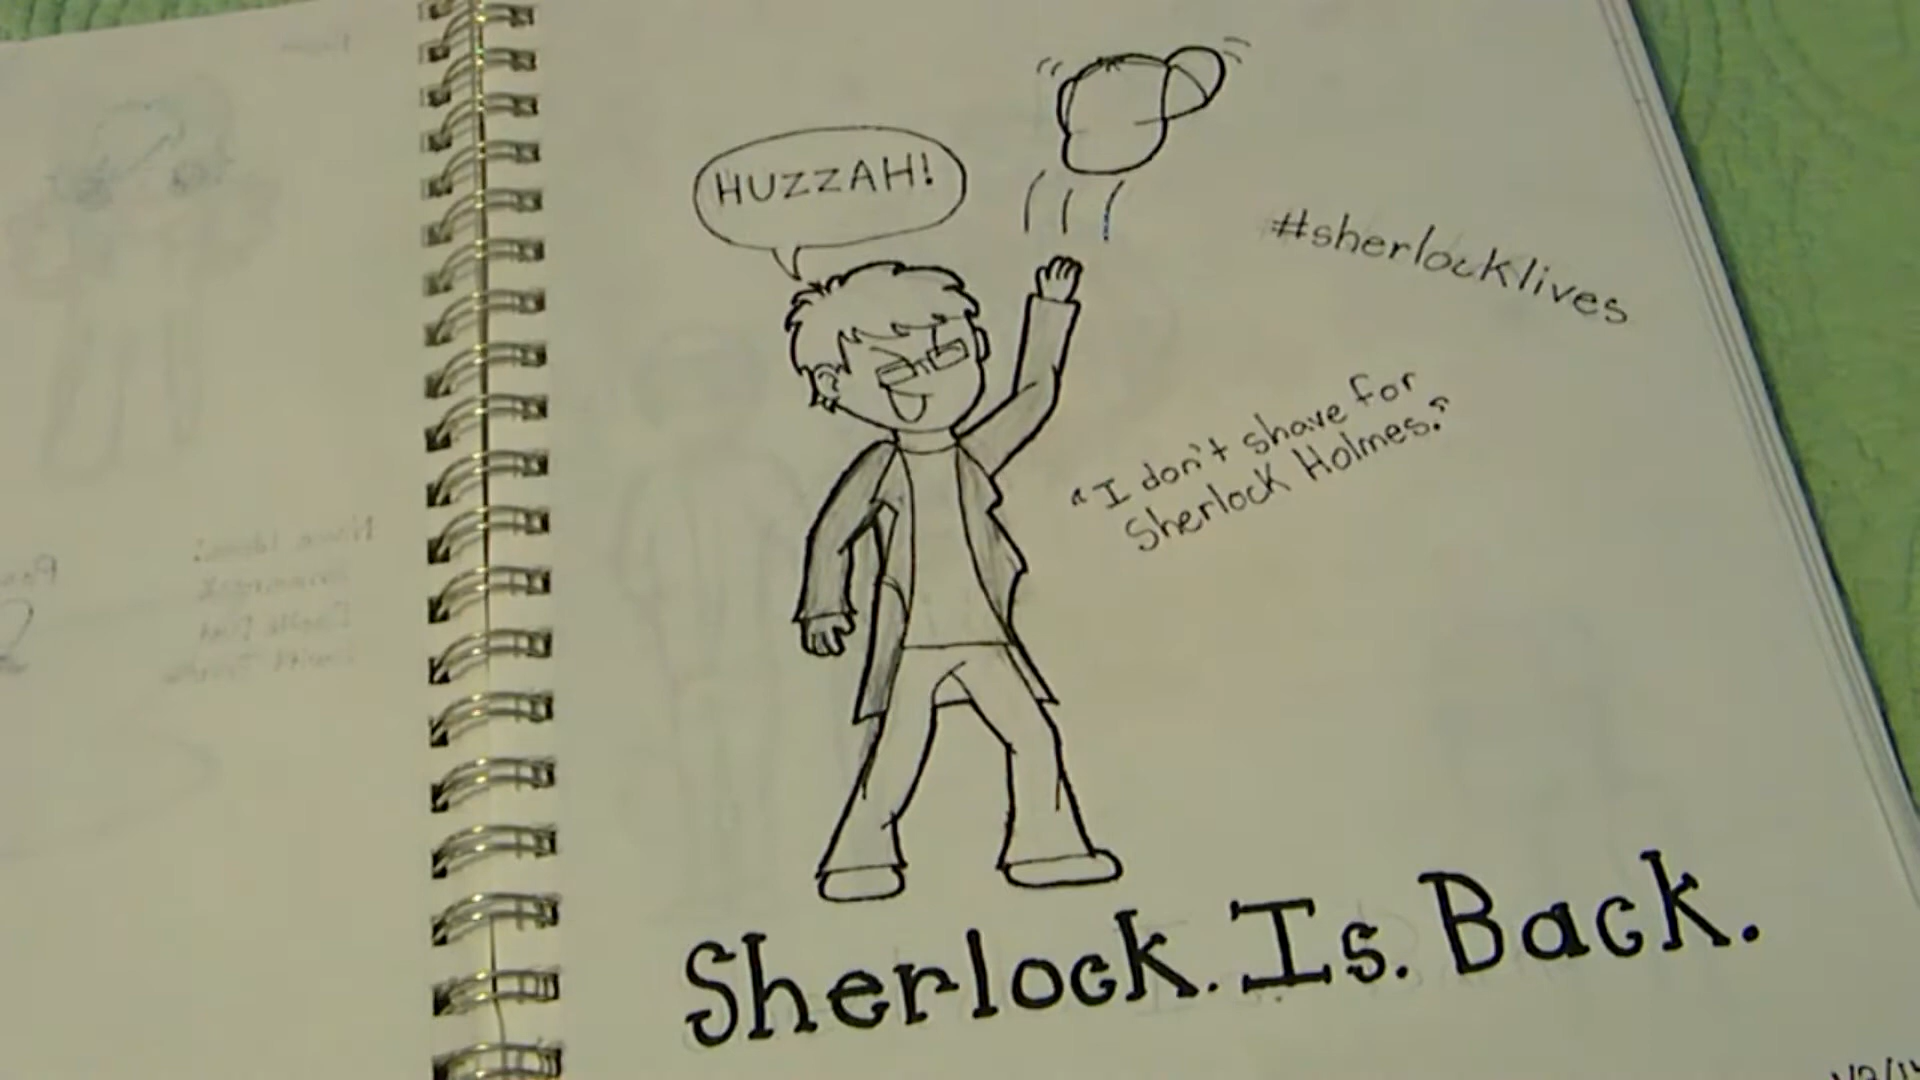 HUZZAH!
#sherlocklives
"I don't shave for
Sherlock Holmes."
Sherlock. Is. Back.